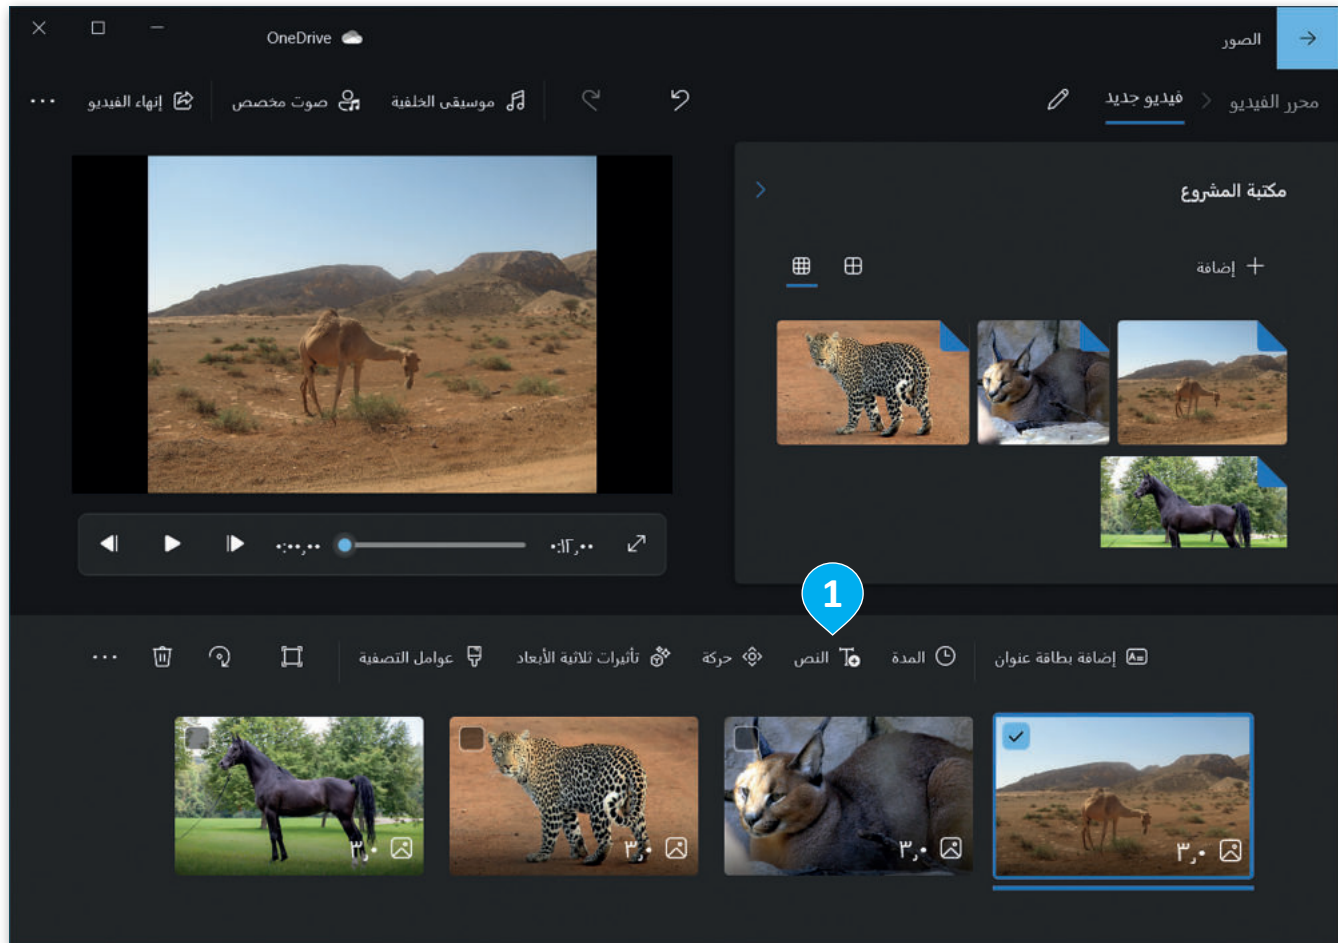 الصور
OneDrive
محرر الفيديو > فيديو جديد
موسيقى الخلفية
صوت مخصص
إنهاء الفيديو
مكتبة المشروع
إضافة
٠:٠٠,٠٠
٠:١٢,٠٠
1
إضافة بطاقة عنوان
المدة
النص
حركة
تأثيرات ثلاثية الأبعاد
عوامل التصفية
٣,٠
٣,٠
٣,٠
٣,٠